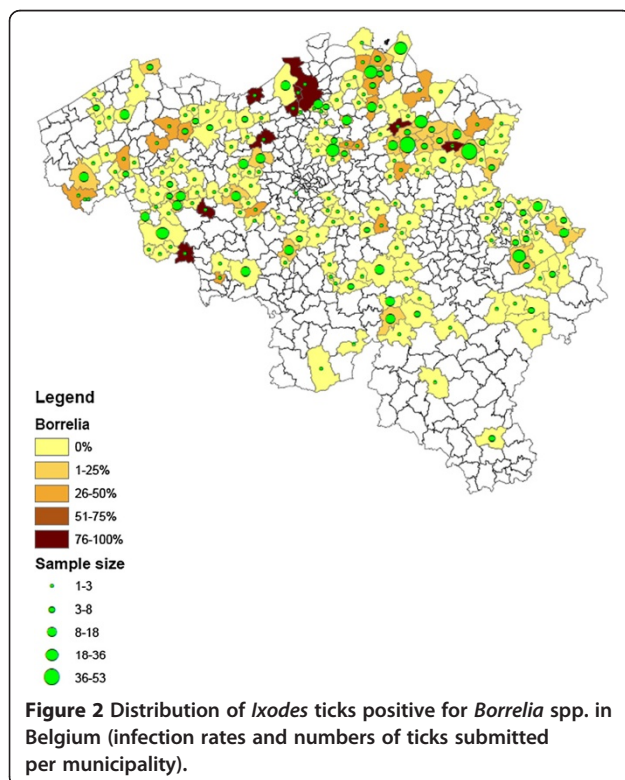 Legend
Borrelia
0%
1-25%
26-50%
51-75%
76-100%
Sample size
1-3
3-8
8-18
18-36
36-53
Figure 2 Distribution of Ixodes ticks positive for Borrelia spp. in
Belgium (infection rates and numbers of ticks submitted
per municipality).